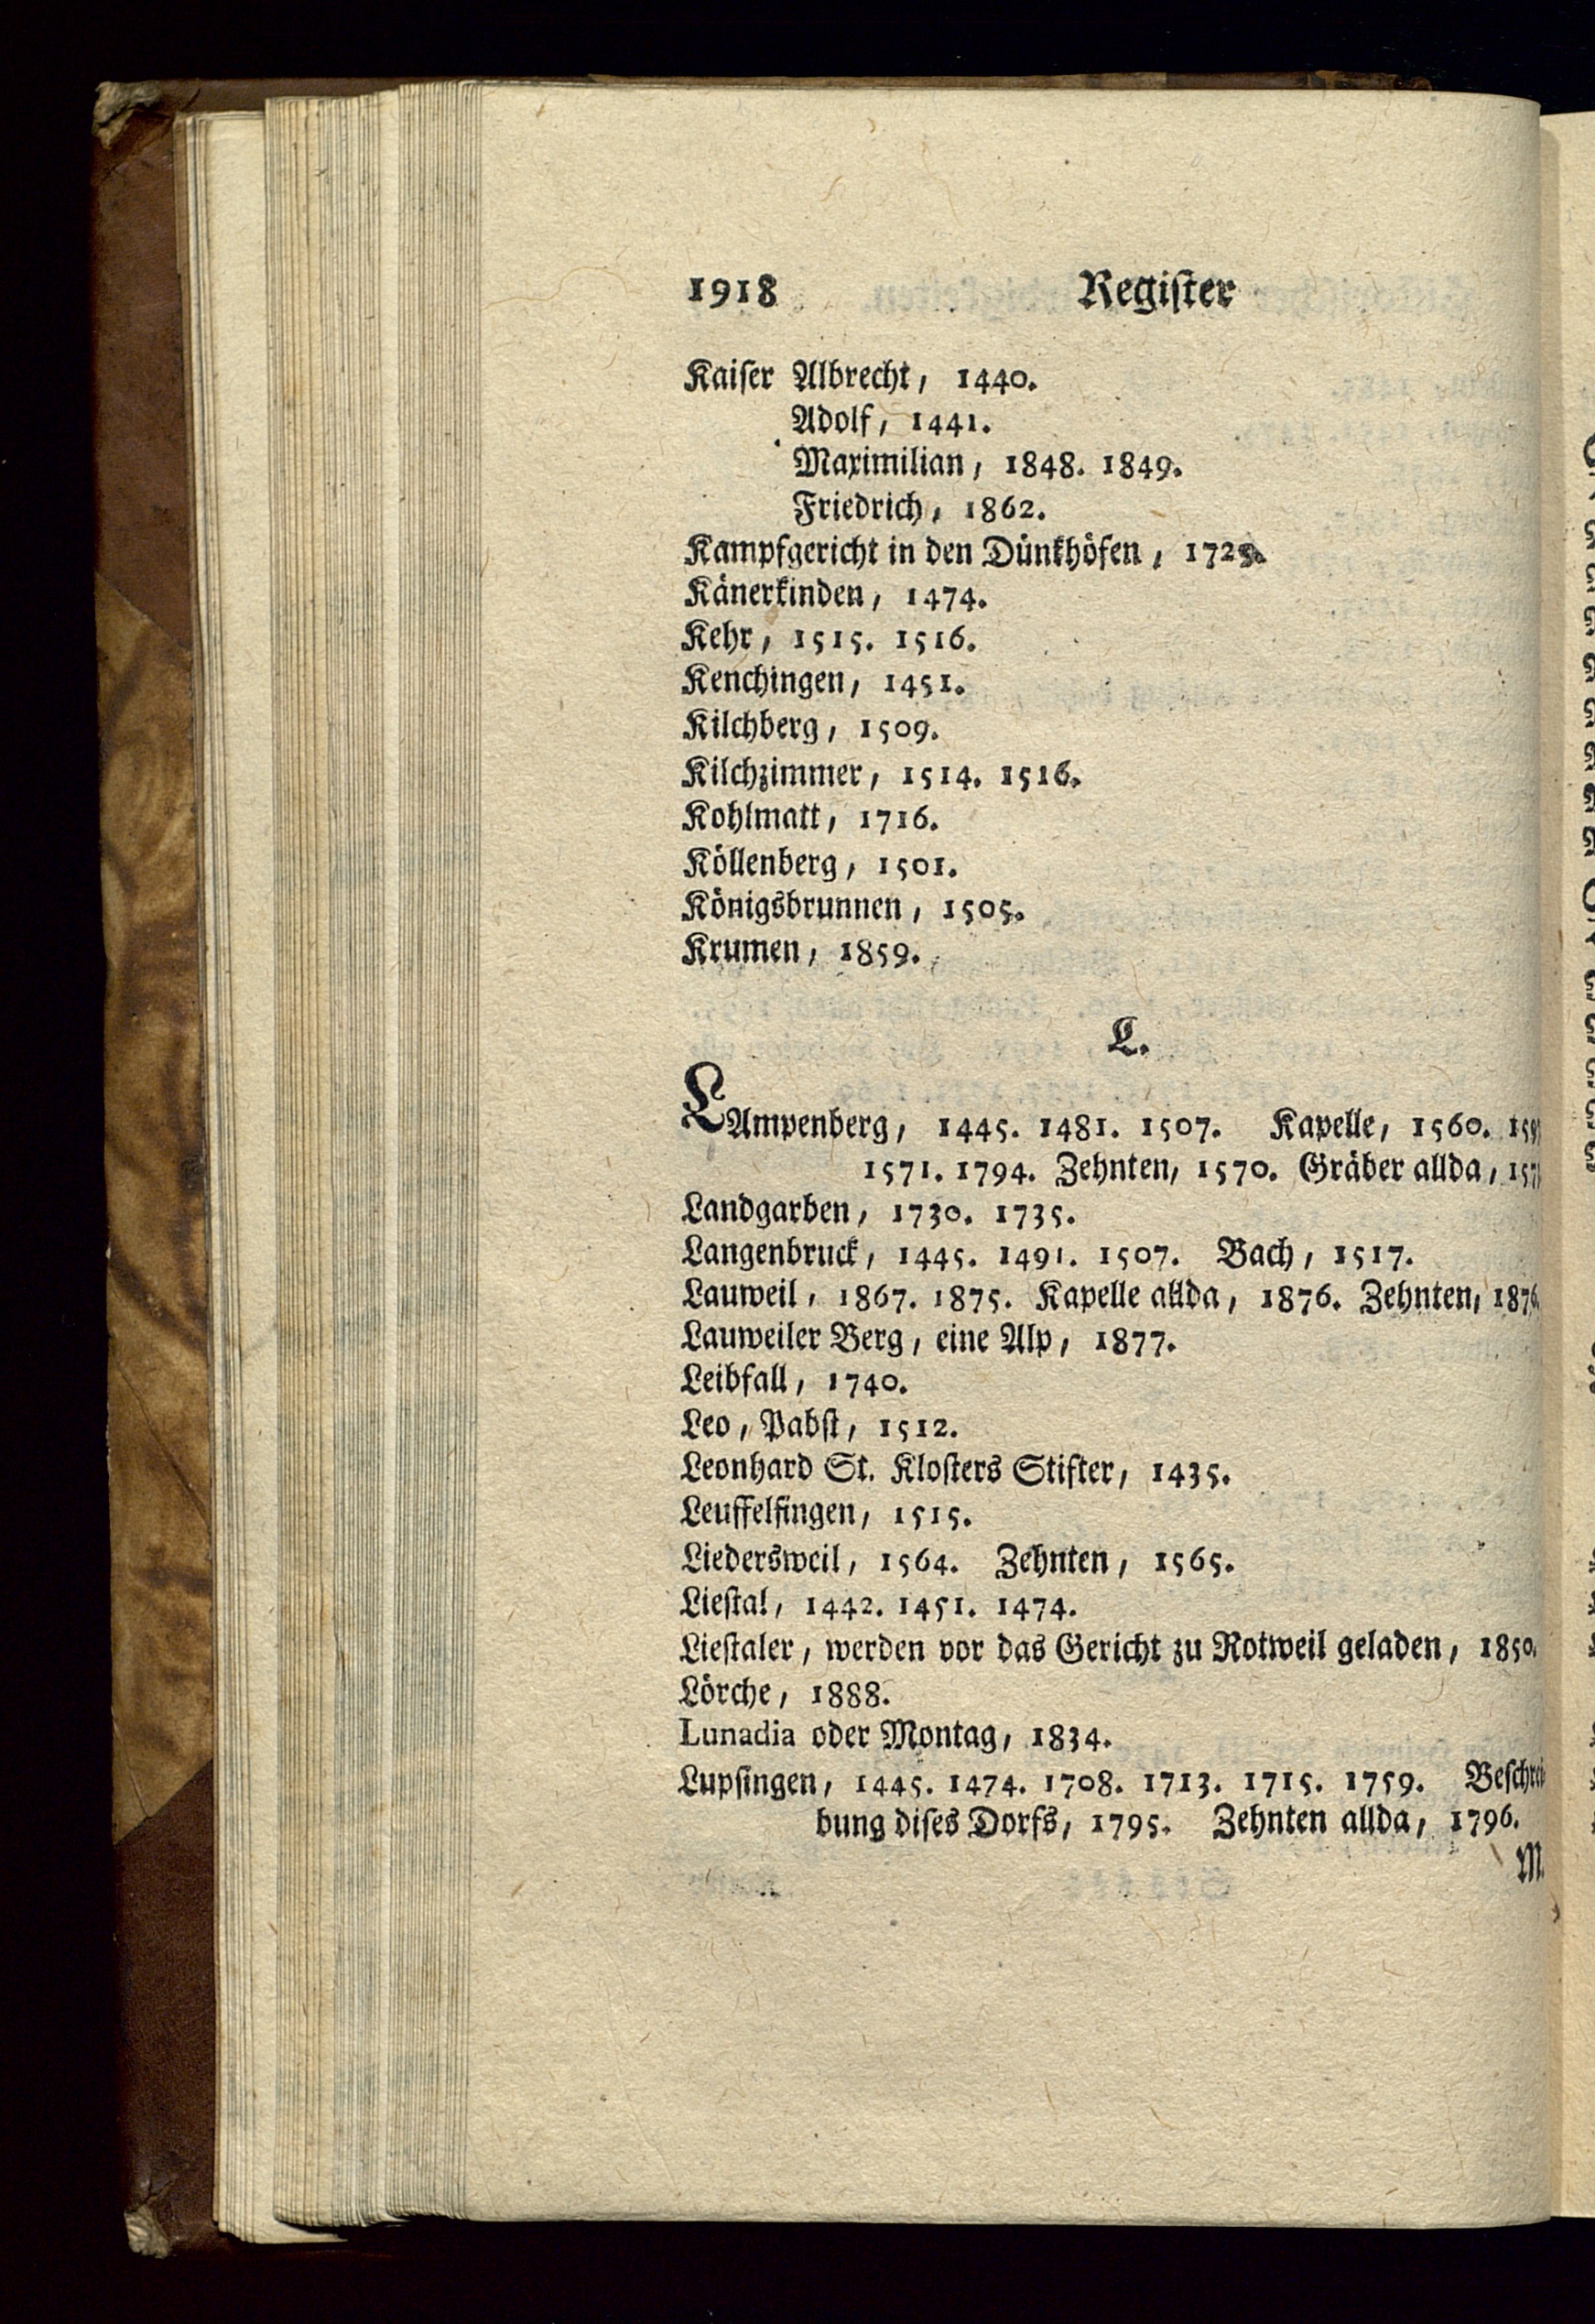 1918 Register
Kaiser Albrecht, 1440.
Adolf, 1441.
Maximilian, 1848. 1849.
Friedrich, 1862.
Kampfgericht in den Dünkhöfen, 1725.
Känerkinden, 1474.
Kehr, 1515. 1516.
Kenchingen, 1451.
Kilchberg, 1509.
Kilchzimmer, 1514. 1516.
Kohlmatt, 1716.
Köllenberg, 1501.
Königsbrunnen, 1505.
Krumen, 1859.
L.
LAmpenberg, 1445. 1481. 1507. Kapelle, 1560.
1571. 1794. Zehnten, 1570. Gräber allda,
Landgarben, 1730. 1735.
Langenbruck, 1445. 1491. 1507. Bach, 1517.
Lauweil, 1867. 1875. Kapelle allda, 1876. Zehnten, 1876.
Lauweiler Berg, eine Alp, 1877.
Leibfall, 1740.
Leo, Pabst, 1512.
Leonhard St. Klosters Stifter, 1435.
Leuffelfingen, 1515.
Liedersweil, 1564. Zehnten, 1565.
Liestal, 1442. 1451. 1474.
Liestaler, werden vor das Gericht zu Rotweil geladen, 1850.
Lörche, 1888.
Lunadia oder Montag, 1834.
Lupsingen, 1445. 1474. 1708. 1713. 1715. 1759. Beschrei-
bung dises Dorfs, 1795. Zehnten allda, 1796.
M.